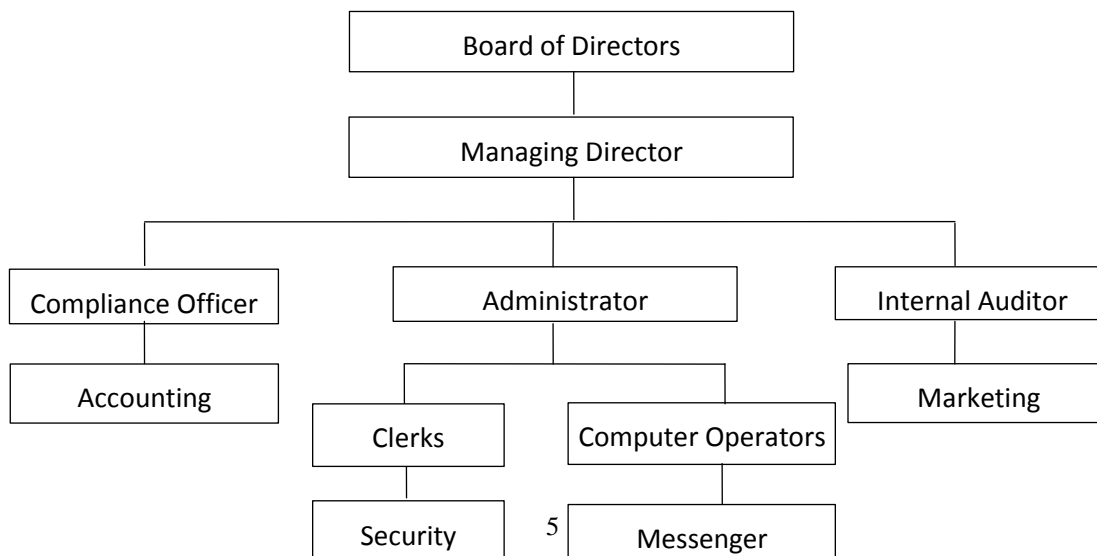 Board of Directors
Managing Director
Compliance Officer
Administrator
Internal Auditor
Accounting
Marketing
Clerks
Computer Operators
Security
5
Messenger